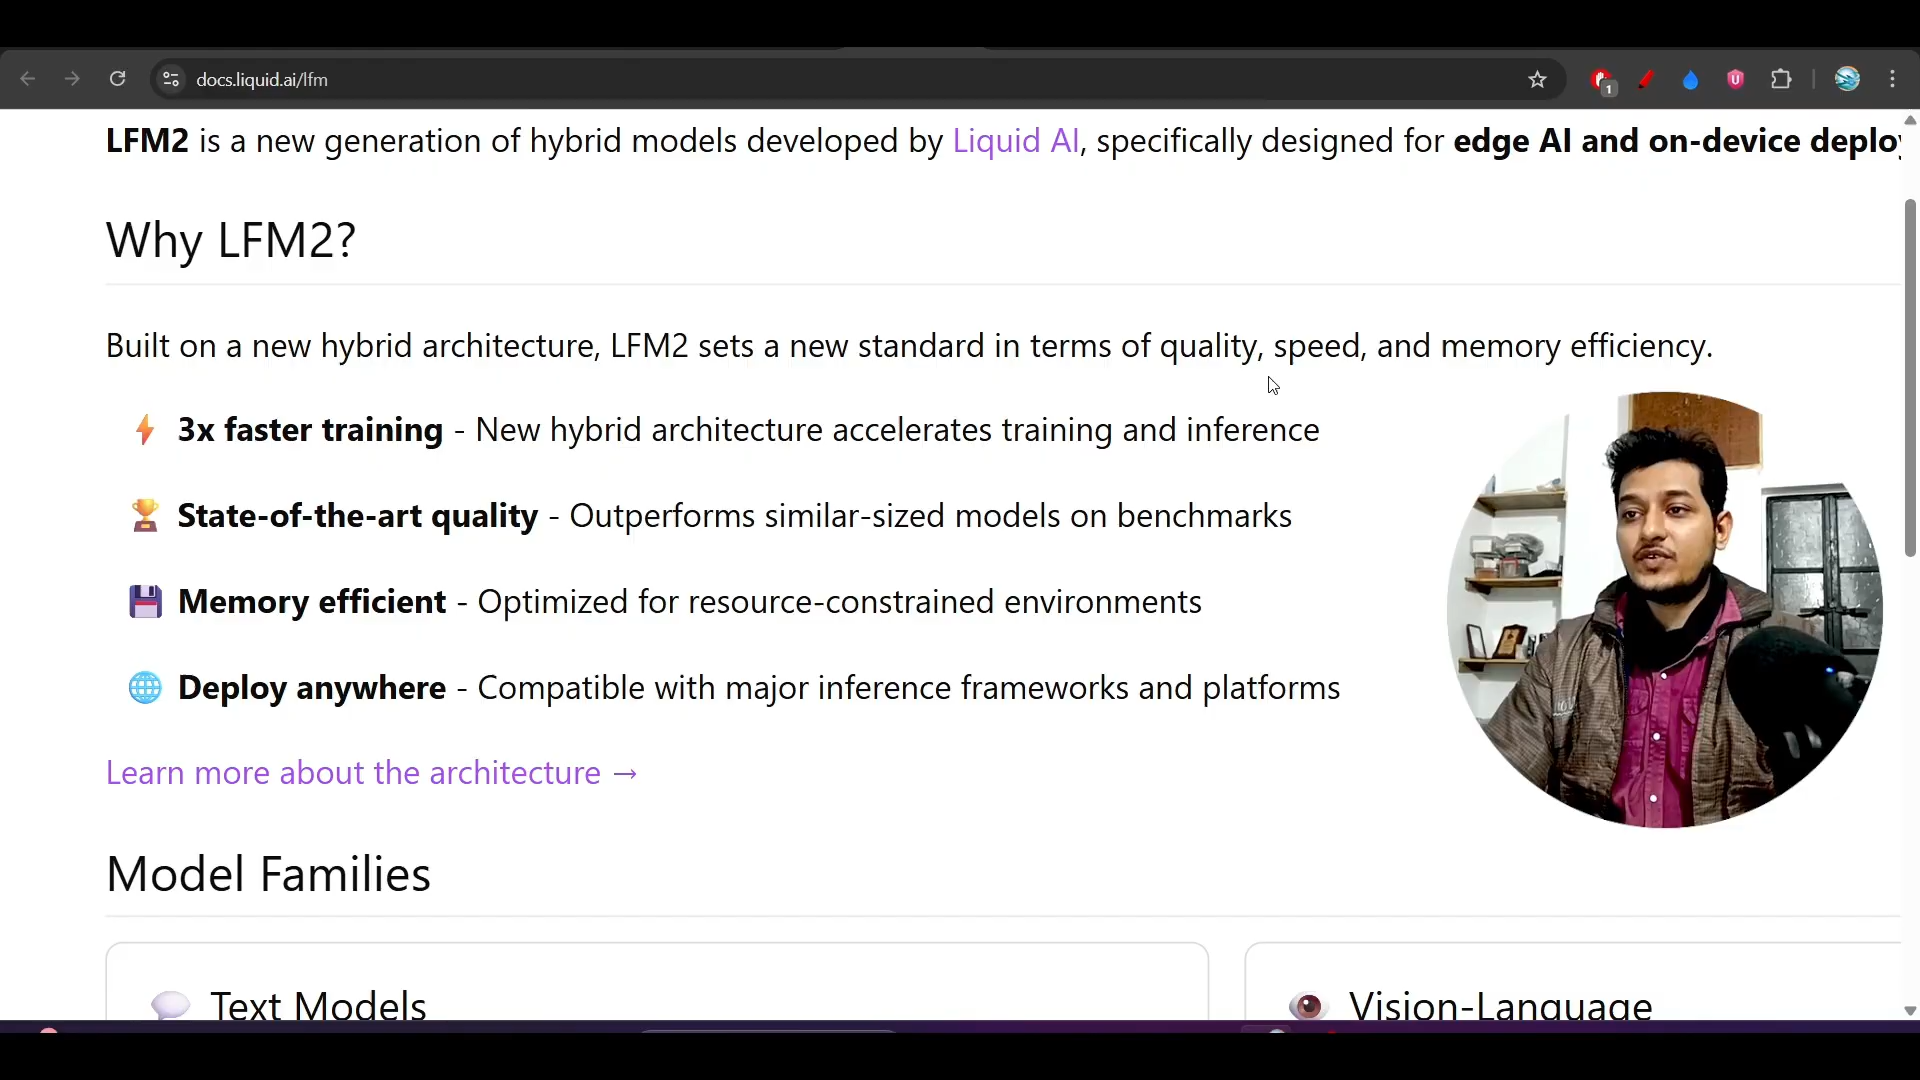 docs.liquid.ai/lfm
1
LFM2 is a new generation of hybrid models developed by Liquid AI, specifically designed for edge AI and on-device deploy
Why LFM2?
Built on a new hybrid architecture, LFM2 sets a new standard in terms of quality, speed, and memory efficiency.
3x faster training - New hybrid architecture accelerates training and inference
State-of-the-art quality - Outperforms similar-sized models on benchmarks
Memory efficient - Optimized for resource-constrained environments
Deploy anywhere - Compatible with major inference frameworks and platforms
Learn more about the architecture →
Model Families
Text Models
Vision-Language